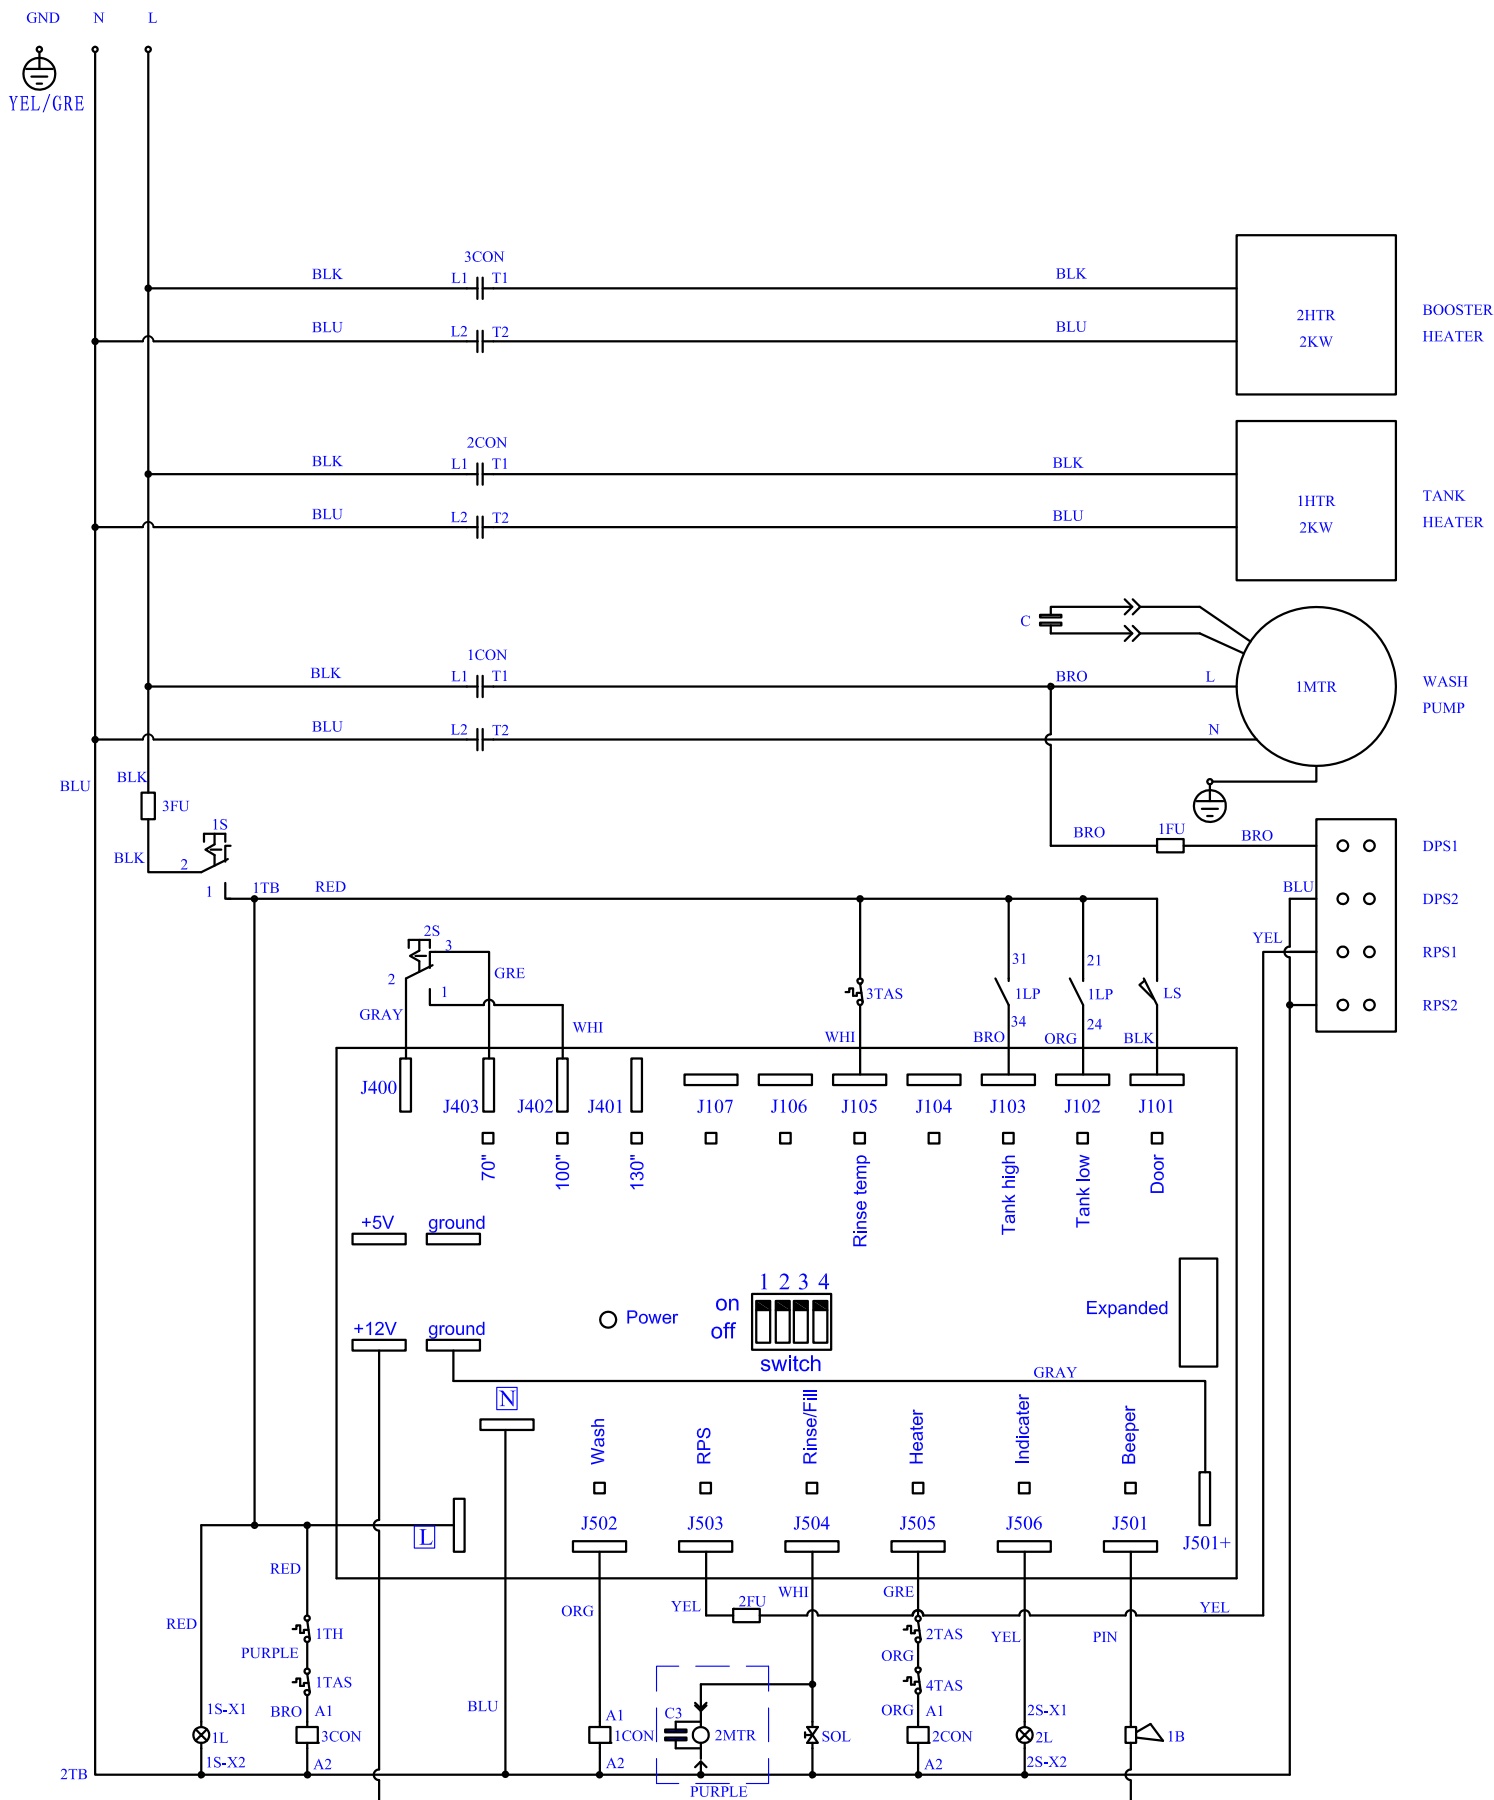 GND N L
YEL/GRE
3CON
BLK L1 T1 BLK
BLU L2 T2 BLU
2HTR
2KW
BOOSTER
HEATER
2CON
BLK L1 T1 BLK
BLU L2 T2 BLU
1HTR
2KW
TANK
HEATER
C
1CON
BLK L1 T1 BRO L
BLU L2 T2 N
1MTR
WASH
PUMP
BLU BLK
3FU
1S
BLK 2
1 1TB RED
BRO 1FU BRO DPS1
BLU DPS2
YEL RPS1
RPS2
2S
3
2 GRE
1
GRAY WHI
3TAS
WHI
31
1LP
34
BRO
21
1LP
24
ORG
LS
BLK
J400 J403 J402 J401 J107 J106 J105 J104 J103 J102 J101
70" 100" 130" Rinse temp Tank high Tank low Door
+5V ground
1 2 3 4
on
off
switch
Power
Expanded
+12V ground
GRAY
N
Wash RPS Rinse/Fill Heater Indicater Beeper
L
J502 J503 J504 J505 J506 J501 J501+
RED
ORG YEL 2FU WHI GRE YEL
RED 1TH 2TAS YEL PIN
PURPLE ORG
1TAS 4TAS
BRO A1 BLU ORG A1
1S-X1 A1 C3 2S-X1
1L 3CON 1CON 2MTR SOL 2CON 2L 1B
1S-X2 A2 A2 A2 2S-X2
2TB
PURPLE